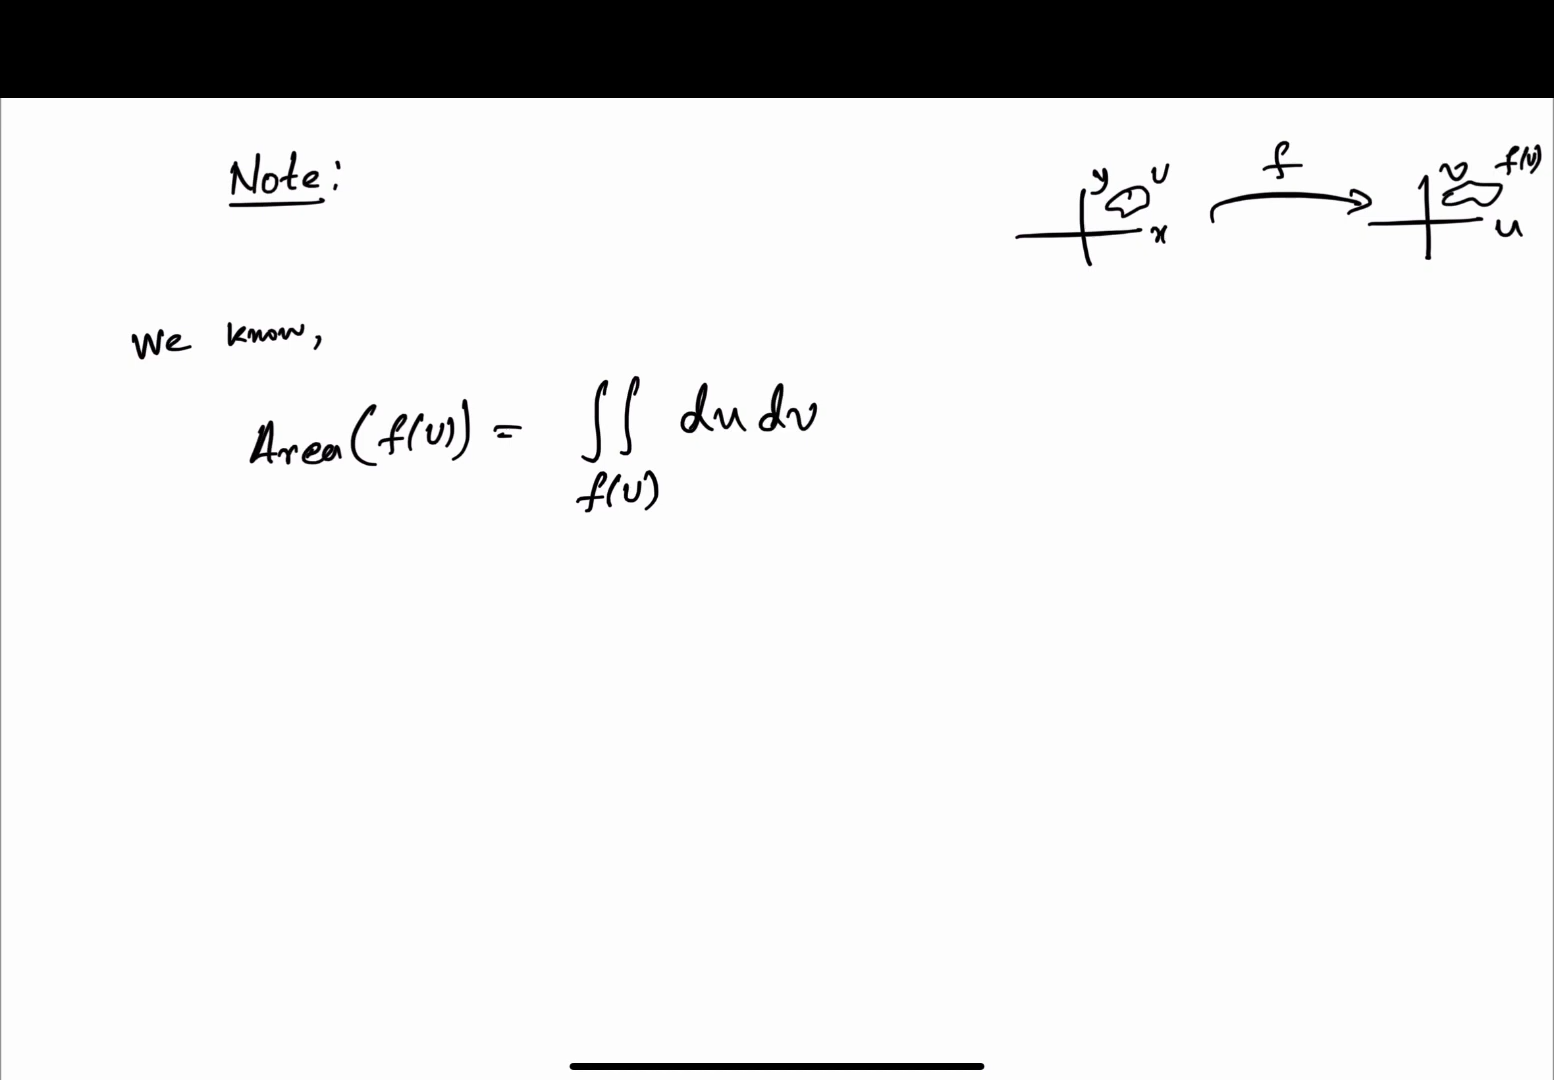 Note:
y U x f v f(U) u
We know,
Area(f(U)) = ∬ du dv
f(U)